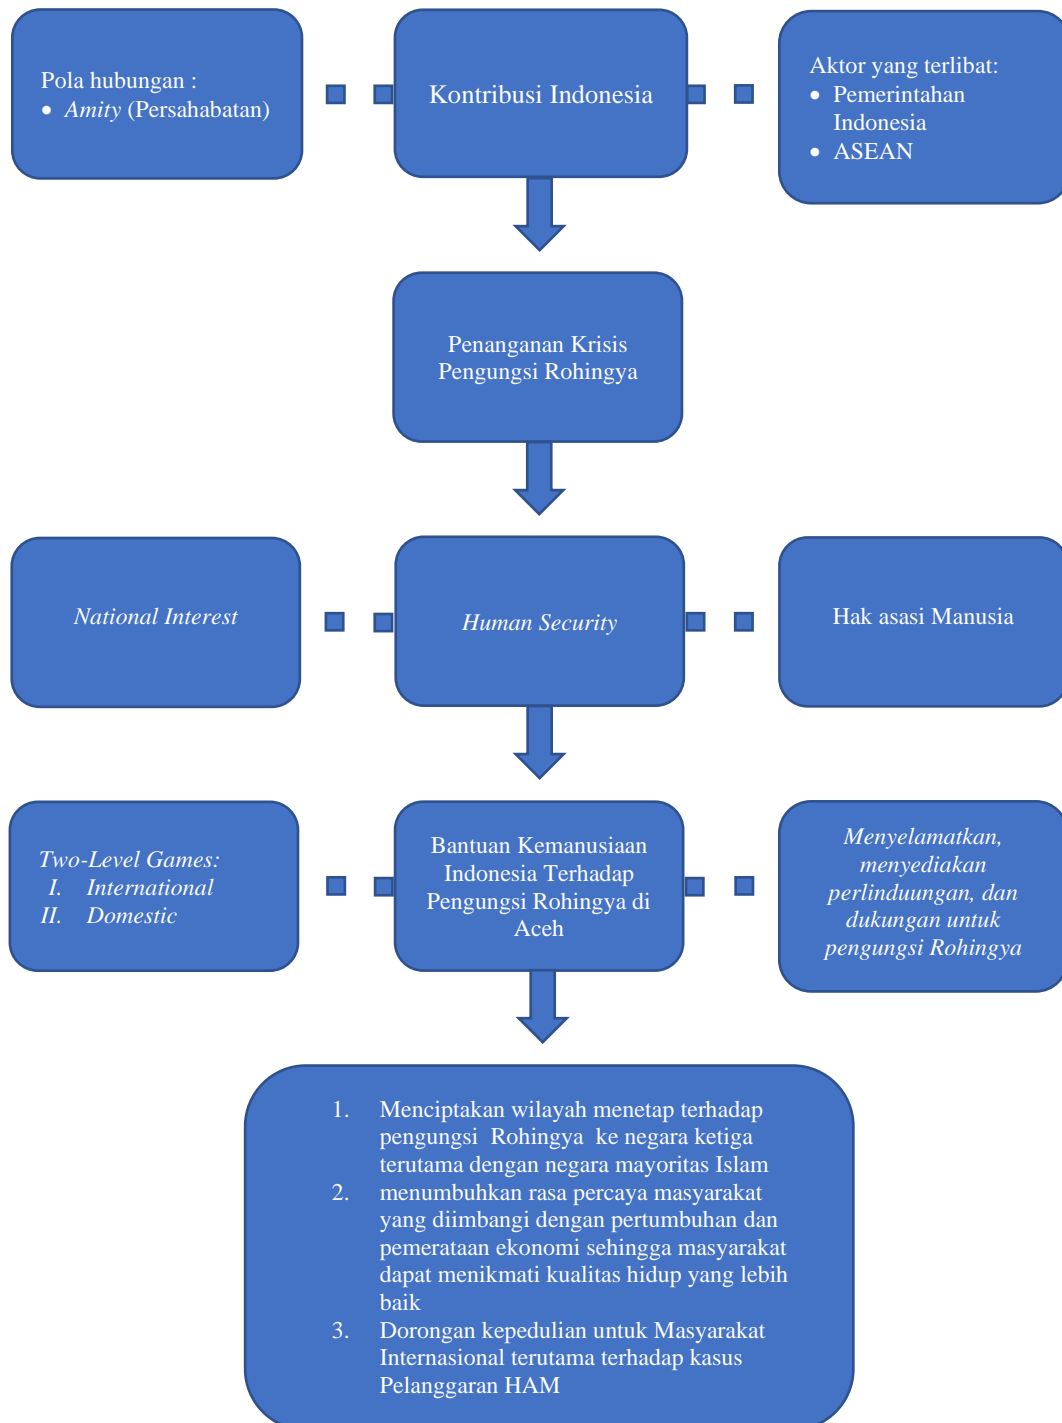 Pola hubungan :
• Amity (Persahabatan)
Kontribusi Indonesia
Aktor yang terlibat:
• Pemerintahan
Indonesia
• ASEAN
Penanganan Krisis
Pengungsi Rohingya
National Interest
Human Security
Hak asasi Manusia
Two-Level Games:
I. International
II. Domestic
Bantuan Kemanusiaan
Indonesia Terhadap
Pengungsi Rohingya di
Aceh
Menyelamatkan,
menyediakan
perlinduungan, dan
dukungan untuk
pengungsi Rohingya
1. Menciptakan wilayah menetap terhadap
pengungsi Rohingya ke negara ketiga
terutama dengan negara mayoritas Islam
2. menumbuhkan rasa percaya masyarakat
yang diimbangi dengan pertumbuhan dan
pemerataan ekonomi sehingga masyarakat
dapat menikmati kualitas hidup yang lebih
baik
3. Dorongan kepedulian untuk Masyarakat
Internasional terutama terhadap kasus
Pelanggaran HAM